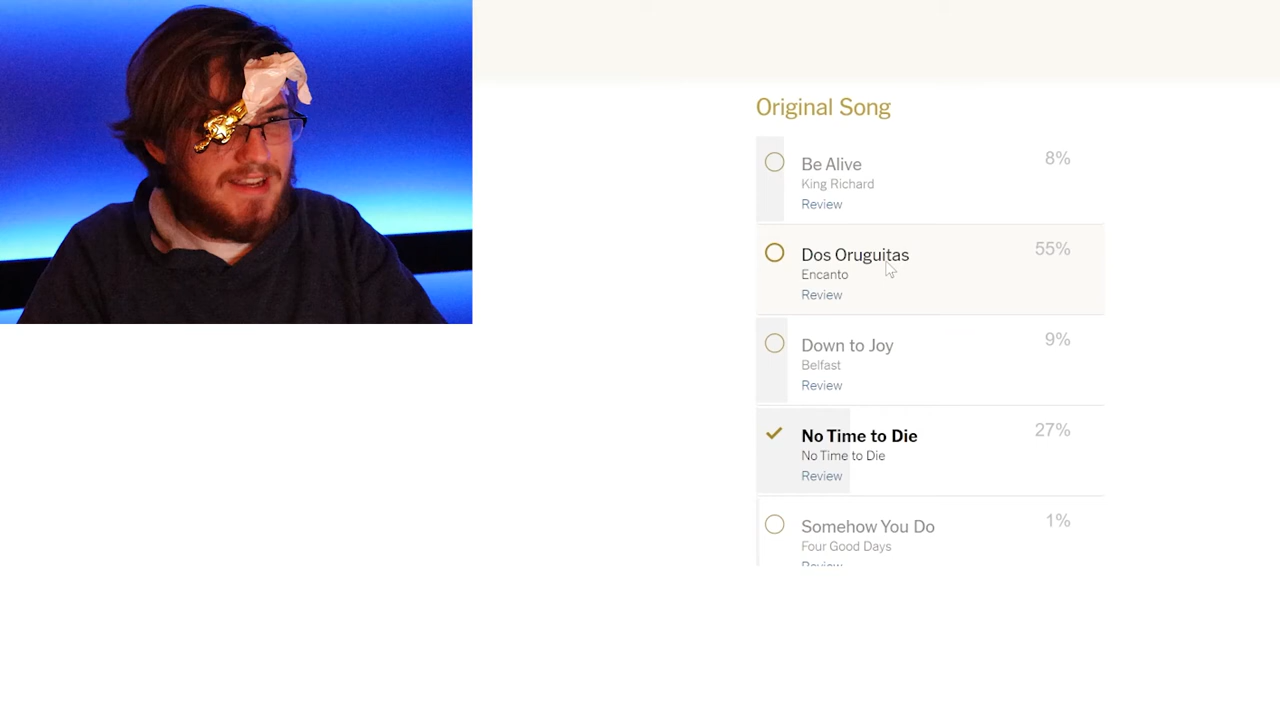 Original Song
Be Alive
8%
King Richard
Review
Dos Oruguitas
55%
Encanto
Review
Down to Joy
9%
Belfast
Review
No Time to Die
27%
No Time to Die
Review
Somehow You Do
1%
Four Good Days
Review